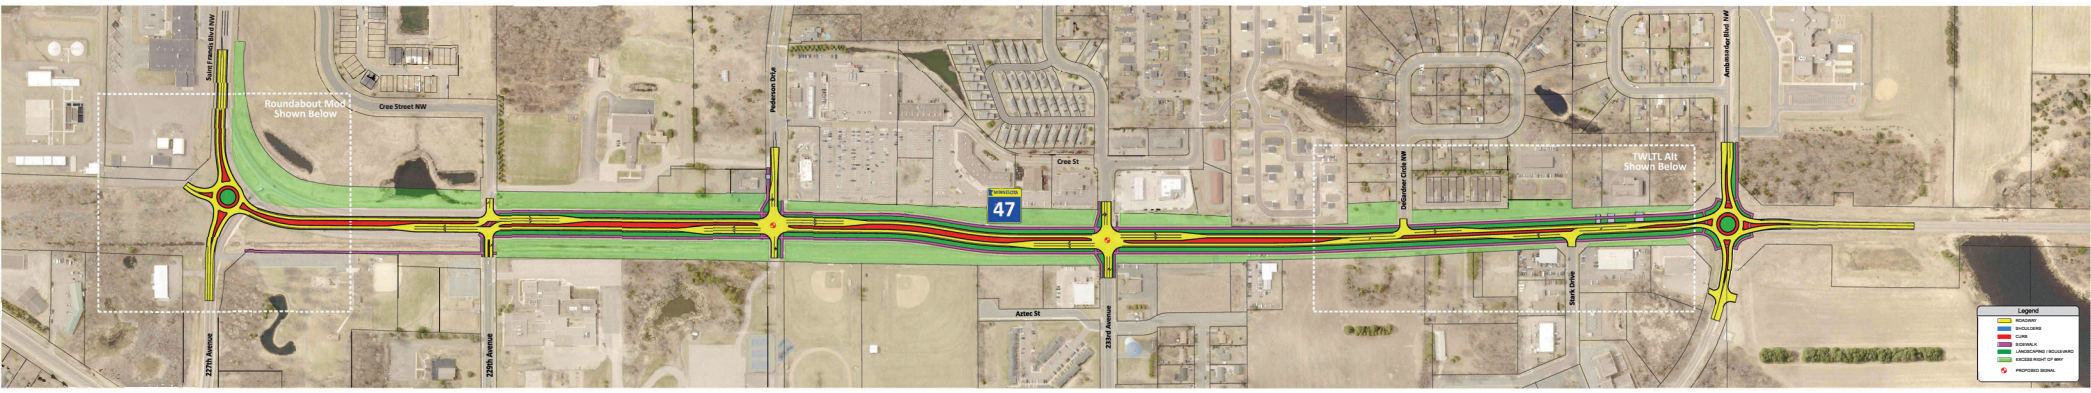 Saint Francis Blvd NW
Roundabout Mod
Shown Below
Cree Street NW
Pederson Drive
Cree St
MINNESOTA
47
DeGardner Circle NW
TWLTL Alt
Shown Below
Ambassador Blvd NW
227th Avenue
229th Avenue
Aztec St
233rd Avenue
Stark Drive
Legend
ROADWAY
SHOULDERS
CURB
SIDEWALK
LANDSCAPING / BOULEVARD
EXCESS RIGHT OF WAY
PROPOSED SIGNAL